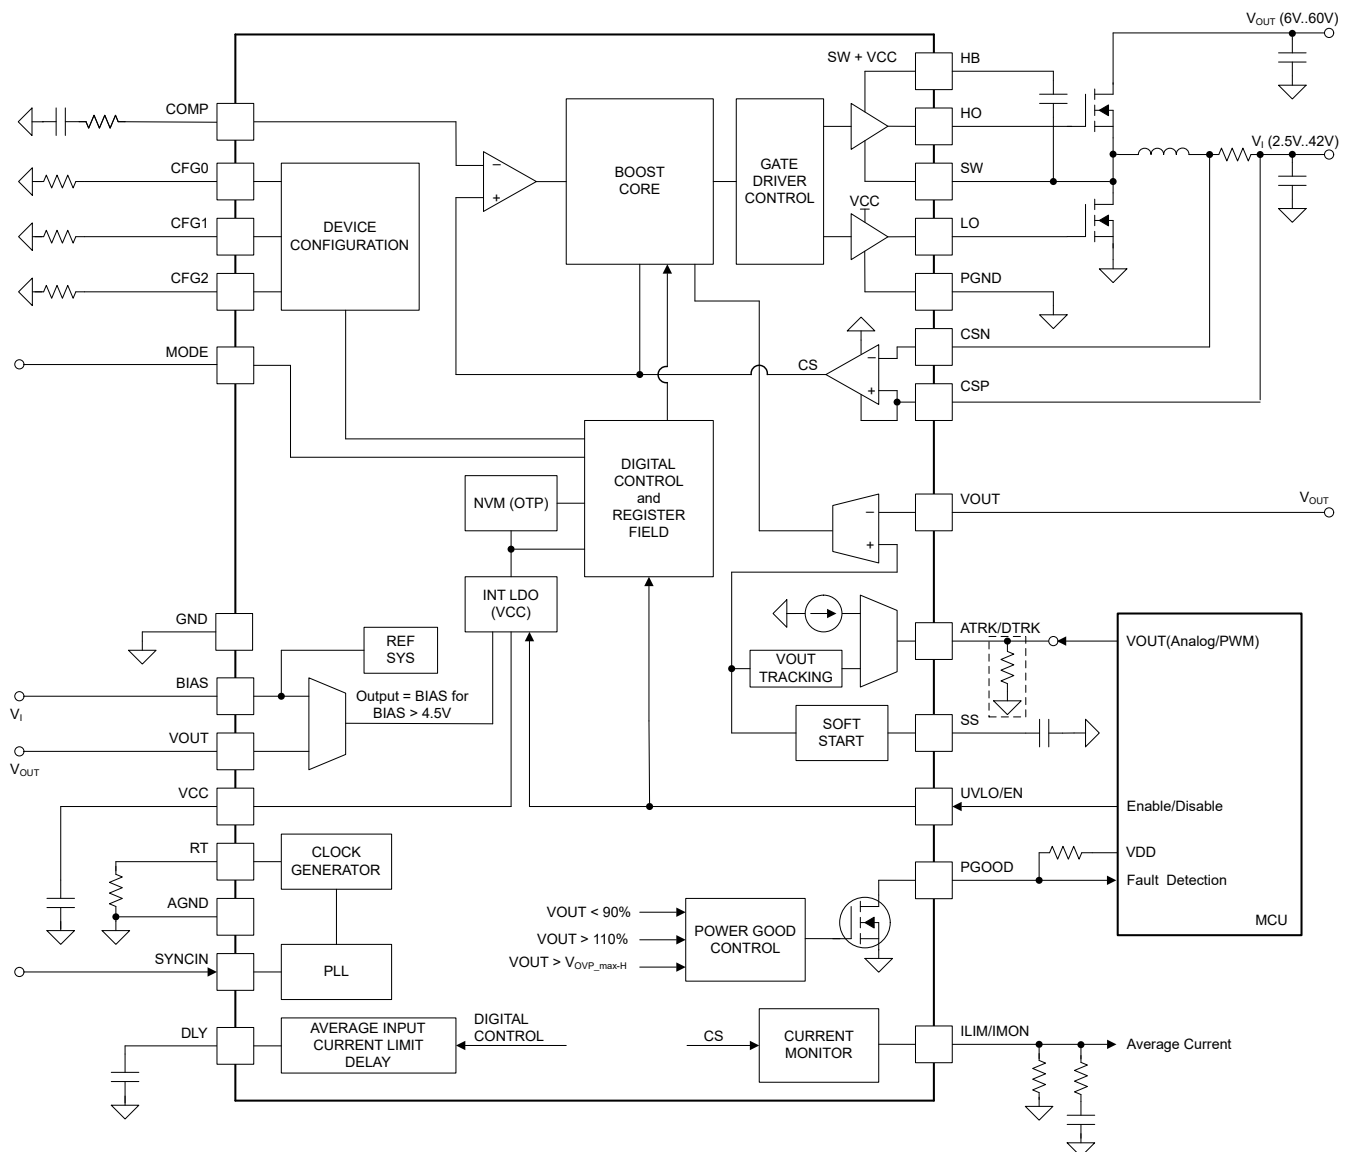 VOUT (6V..60V)
SW + VCC
HB
COMP
HO
VI (2.5V..42V)
CFG0
BOOST
CORE
GATE
DRIVER
CONTROL
SW
−
+
CFG1
DEVICE
CONFIGURATION
VCC
LO
CFG2
PGND
MODE
CS
−
+
CSN
CSP
DIGITAL
CONTROL
and
REGISTER
FIELD
NVM (OTP)
−
+
VOUT
VOUT
INT LDO
(VCC)
GND
REF
SYS
ATRK/DTRK
VOUT(Analog/PWM)
VOUT
TRACKING
BIAS
VI
Output = BIAS for
BIAS > 4.5V
VOUT
VOUT
SOFT
START
SS
VCC
UVLO/EN
Enable/Disable
RT
CLOCK
GENERATOR
VDD
PGOOD
Fault Detection
AGND
MCU
VOUT < 90%
VOUT > 110%
VOUT > VOVP_max-H
POWER GOOD
CONTROL
SYNCIN
PLL
DLY
AVERAGE INPUT
CURRENT LIMIT
DELAY
DIGITAL
CONTROL
CS
CURRENT
MONITOR
ILIM/IMON
Average Current